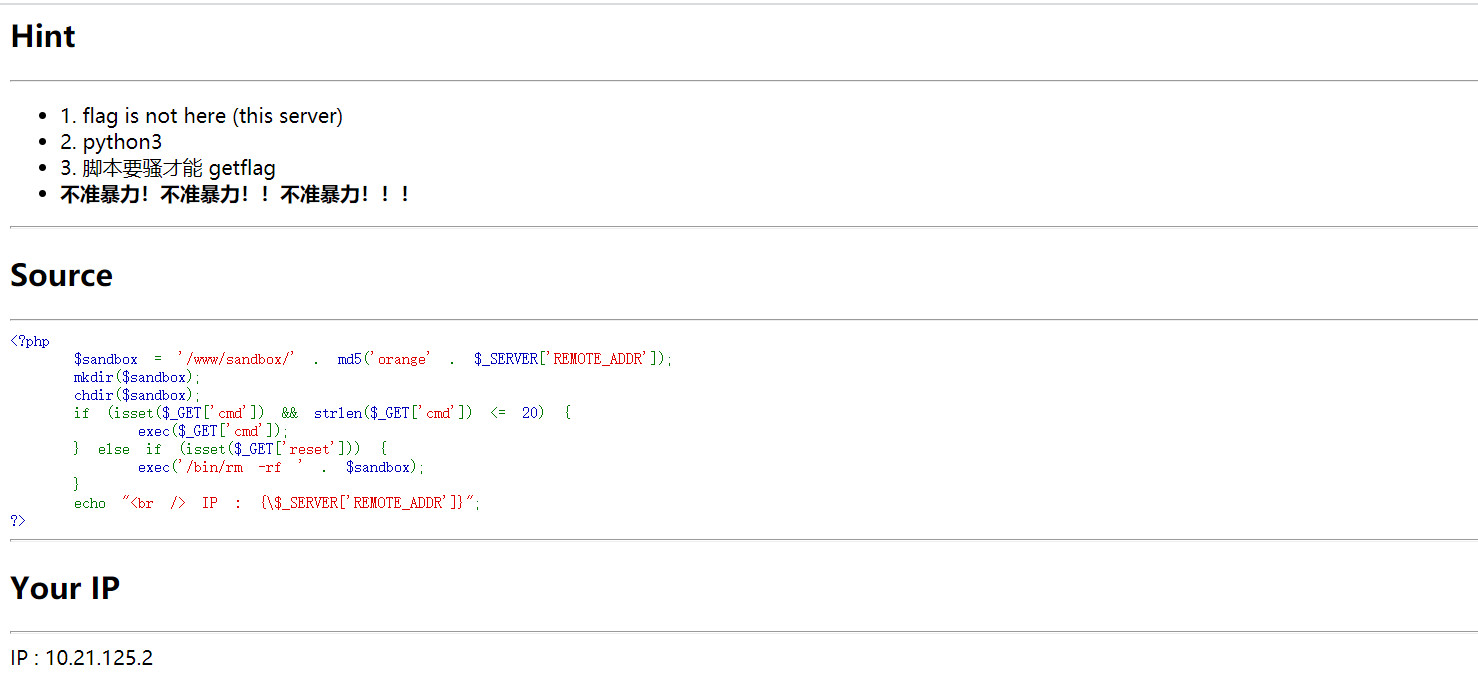 Hint
1. flag is not here (this server)
2. python3
3. 脚本要骚才能 getflag
不准暴力！不准暴力！！不准暴力！！！
Source
<?php
$sandbox = '/www/sandbox/' . md5('orange' . $_SERVER['REMOTE_ADDR']);
mkdir($sandbox);
chdir($sandbox);
if (isset($_GET['cmd']) && strlen($_GET['cmd']) <= 20) {
exec($_GET['cmd']);
} else if (isset($_GET['reset'])) {
exec('/bin/rm -rf ' . $sandbox);
}
echo "<br /> IP : {\$_SERVER['REMOTE_ADDR']}";
?>
Your IP
IP : 10.21.125.2